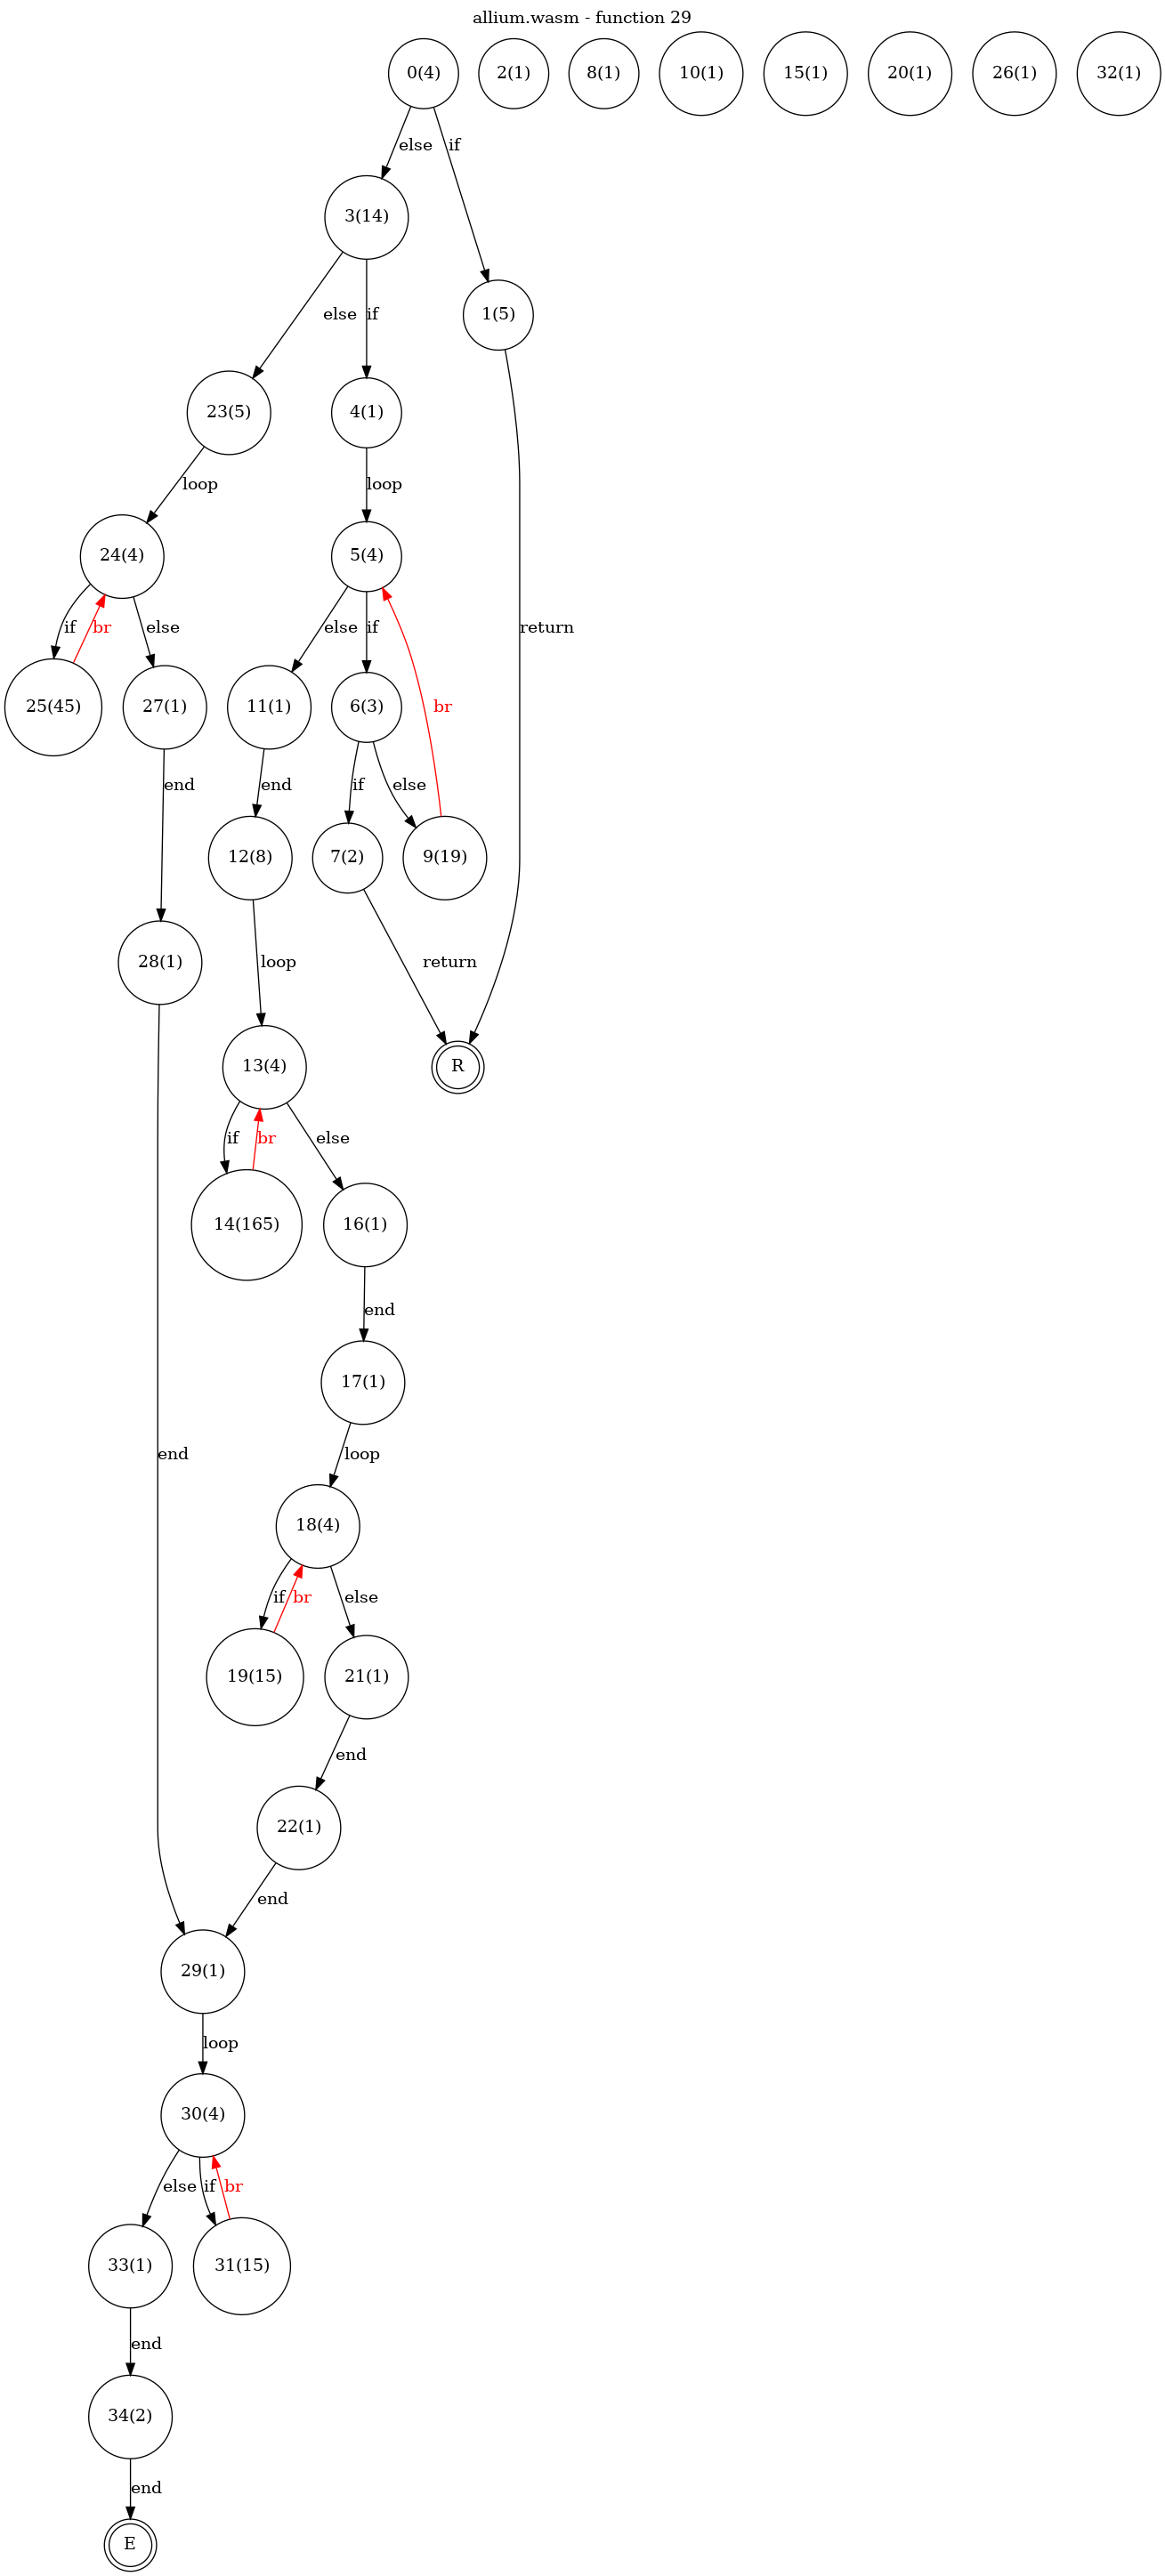 allium.wasm - function 29
0(4) 2(1) 8(1) 10(1) 15(1) 20(1) 26(1) 32(1)
else if
3(14)
1(5)
else if
23(5) 4(1)
loop loop
24(4) 5(4)
if br else else if return
25(45) 27(1) 11(1) 6(3) br
end end if else
12(8) 7(2) 9(19)
28(1) loop return
13(4) R
if br else
14(165) 16(1)
end
17(1)
end loop
18(4)
if br else
19(15) 21(1)
end
22(1)
end
29(1)
loop
30(4)
else if br
33(1) 31(15)
end
34(2)
end
E